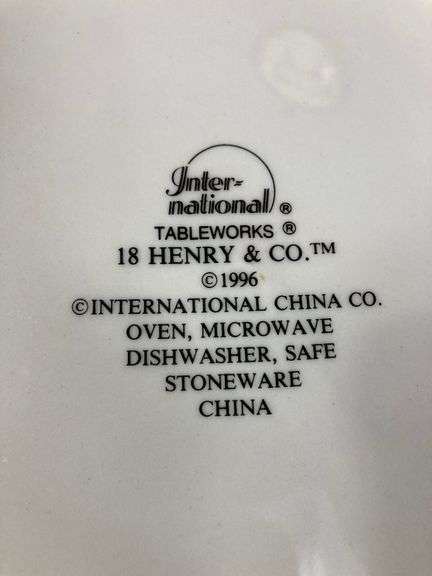 Inter-
national ®
TABLEWORKS ®
18 HENRY & CO.™
©1996
©INTERNATIONAL CHINA CO.
OVEN, MICROWAVE
DISHWASHER, SAFE
STONEWARE
CHINA